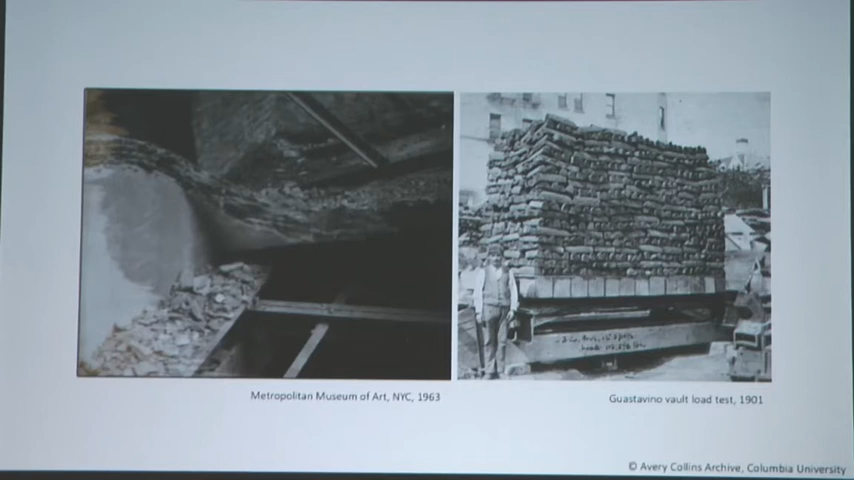 Metropolitan Museum of Art, NYC, 1963
Guastavino vault load test, 1901
© Avery Collins Archive, Columbia University